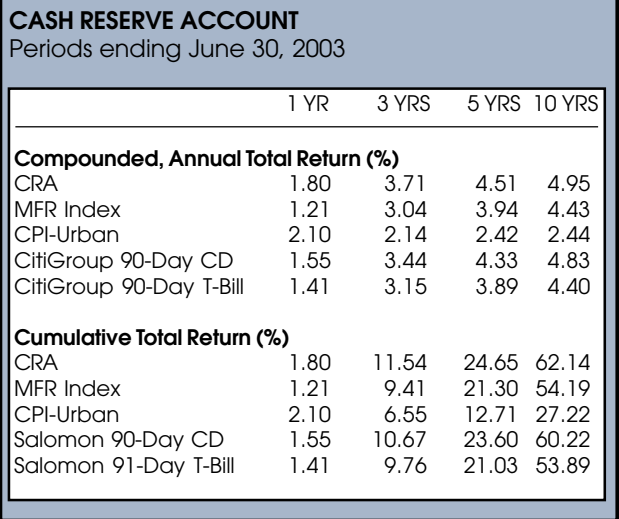 CASH RESERVE ACCOUNT
Periods ending June 30, 2003
1 YR 3 YRS 5 YRS 10 YRS
Compounded, Annual Total Return (%)
CRA 1.80 3.71 4.51 4.95
MFR Index 1.21 3.04 3.94 4.43
CPI-Urban 2.10 2.14 2.42 2.44
CitiGroup 90-Day CD 1.55 3.44 4.33 4.83
CitiGroup 90-Day T-Bill 1.41 3.15 3.89 4.40
Cumulative Total Return (%)
CRA 1.80 11.54 24.65 62.14
MFR Index 1.21 9.41 21.30 54.19
CPI-Urban 2.10 6.55 12.71 27.22
Salomon 90-Day CD 1.55 10.67 23.60 60.22
Salomon 91-Day T-Bill 1.41 9.76 21.03 53.89